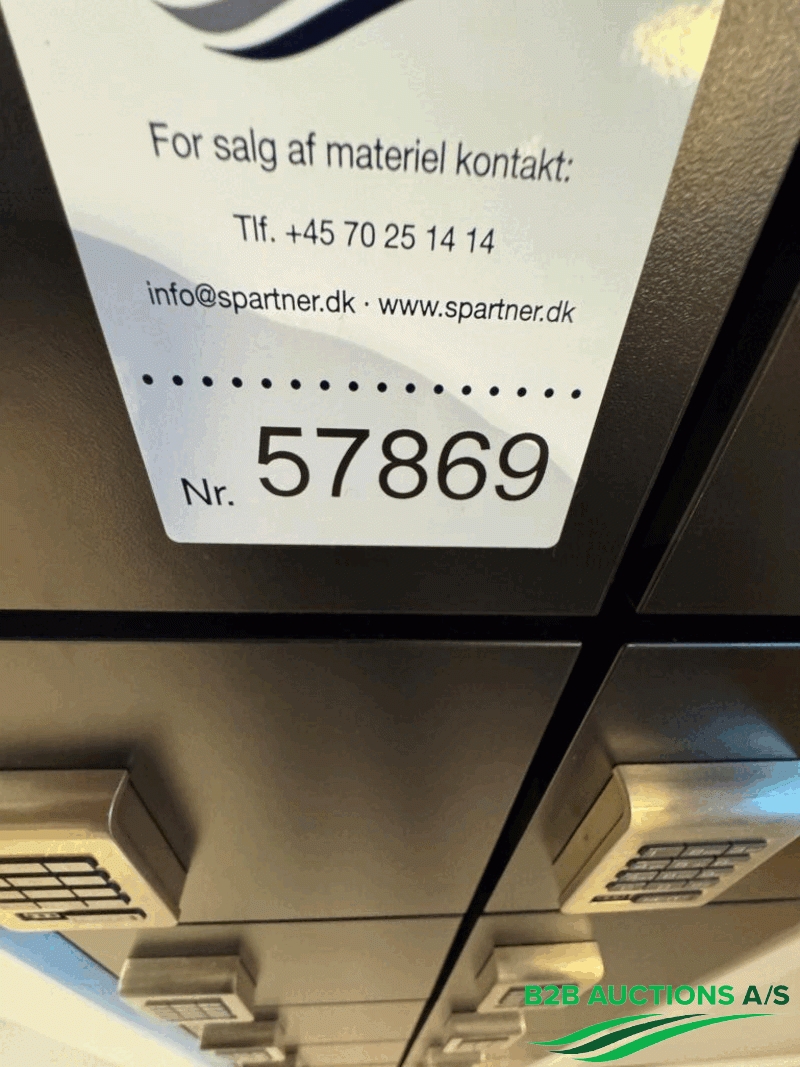 For salg af materiel kontakt:
Tlf. +45 70 25 14 14
info@spartner.dk · www.spartner.dk
Nr. 57869
B2B AUCTIONS A/S